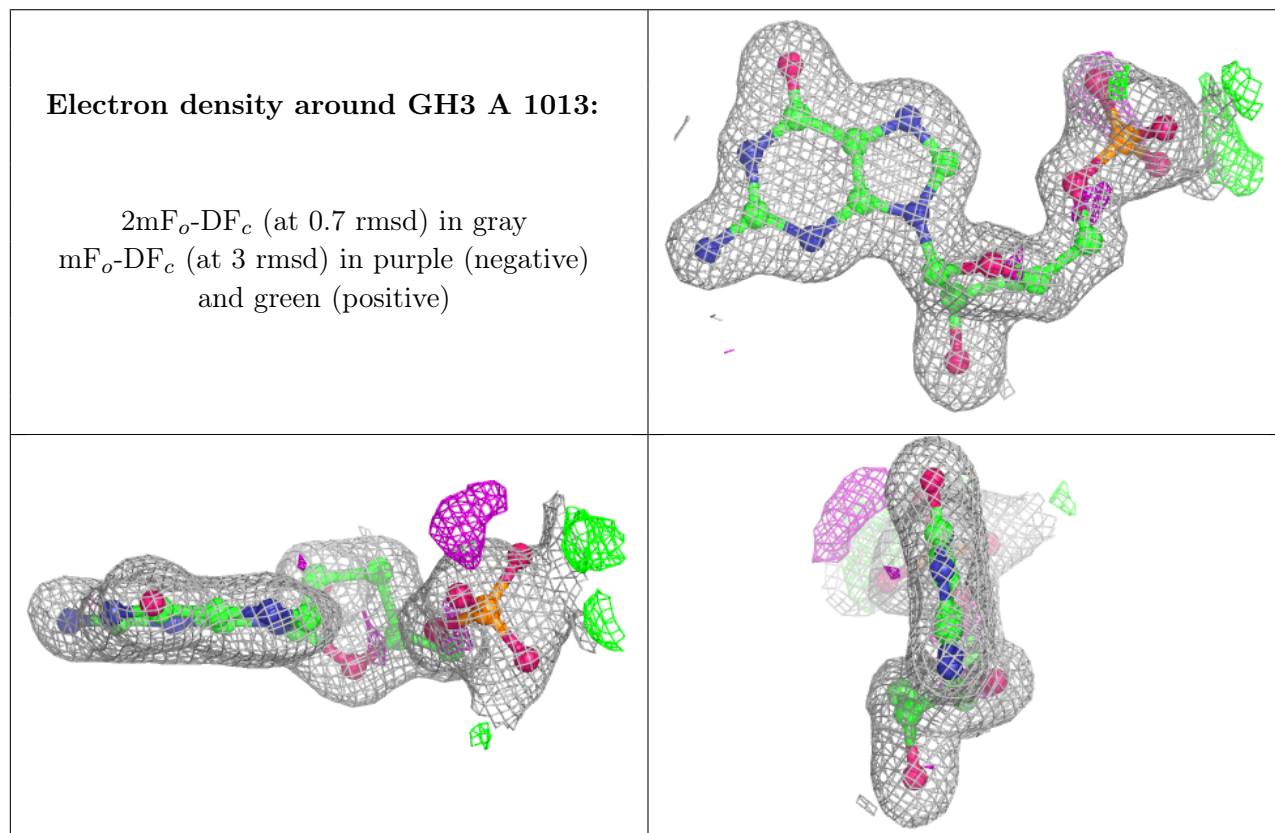 Electron density around GH3 A 1013:
2mFo-DFc (at 0.7 rmsd) in gray
mFo-DFc (at 3 rmsd) in purple (negative)
and green (positive)